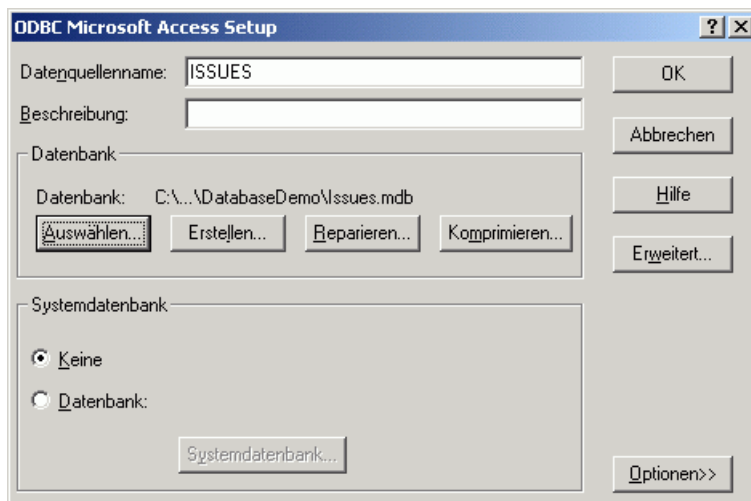 ODBC Microsoft Access Setup
Datenquellenname: ISSUES
OK
Beschreibung:
Abbrechen
Datenbank
Datenbank: C:\...\DatabaseDemo\Issues.mdb
Hilfe
Auswählen... Erstellen... Reparieren... Komprimieren...
Erweitert...
Systemdatenbank
Keine
Datenbank:
Systemdatenbank...
Optionen>>